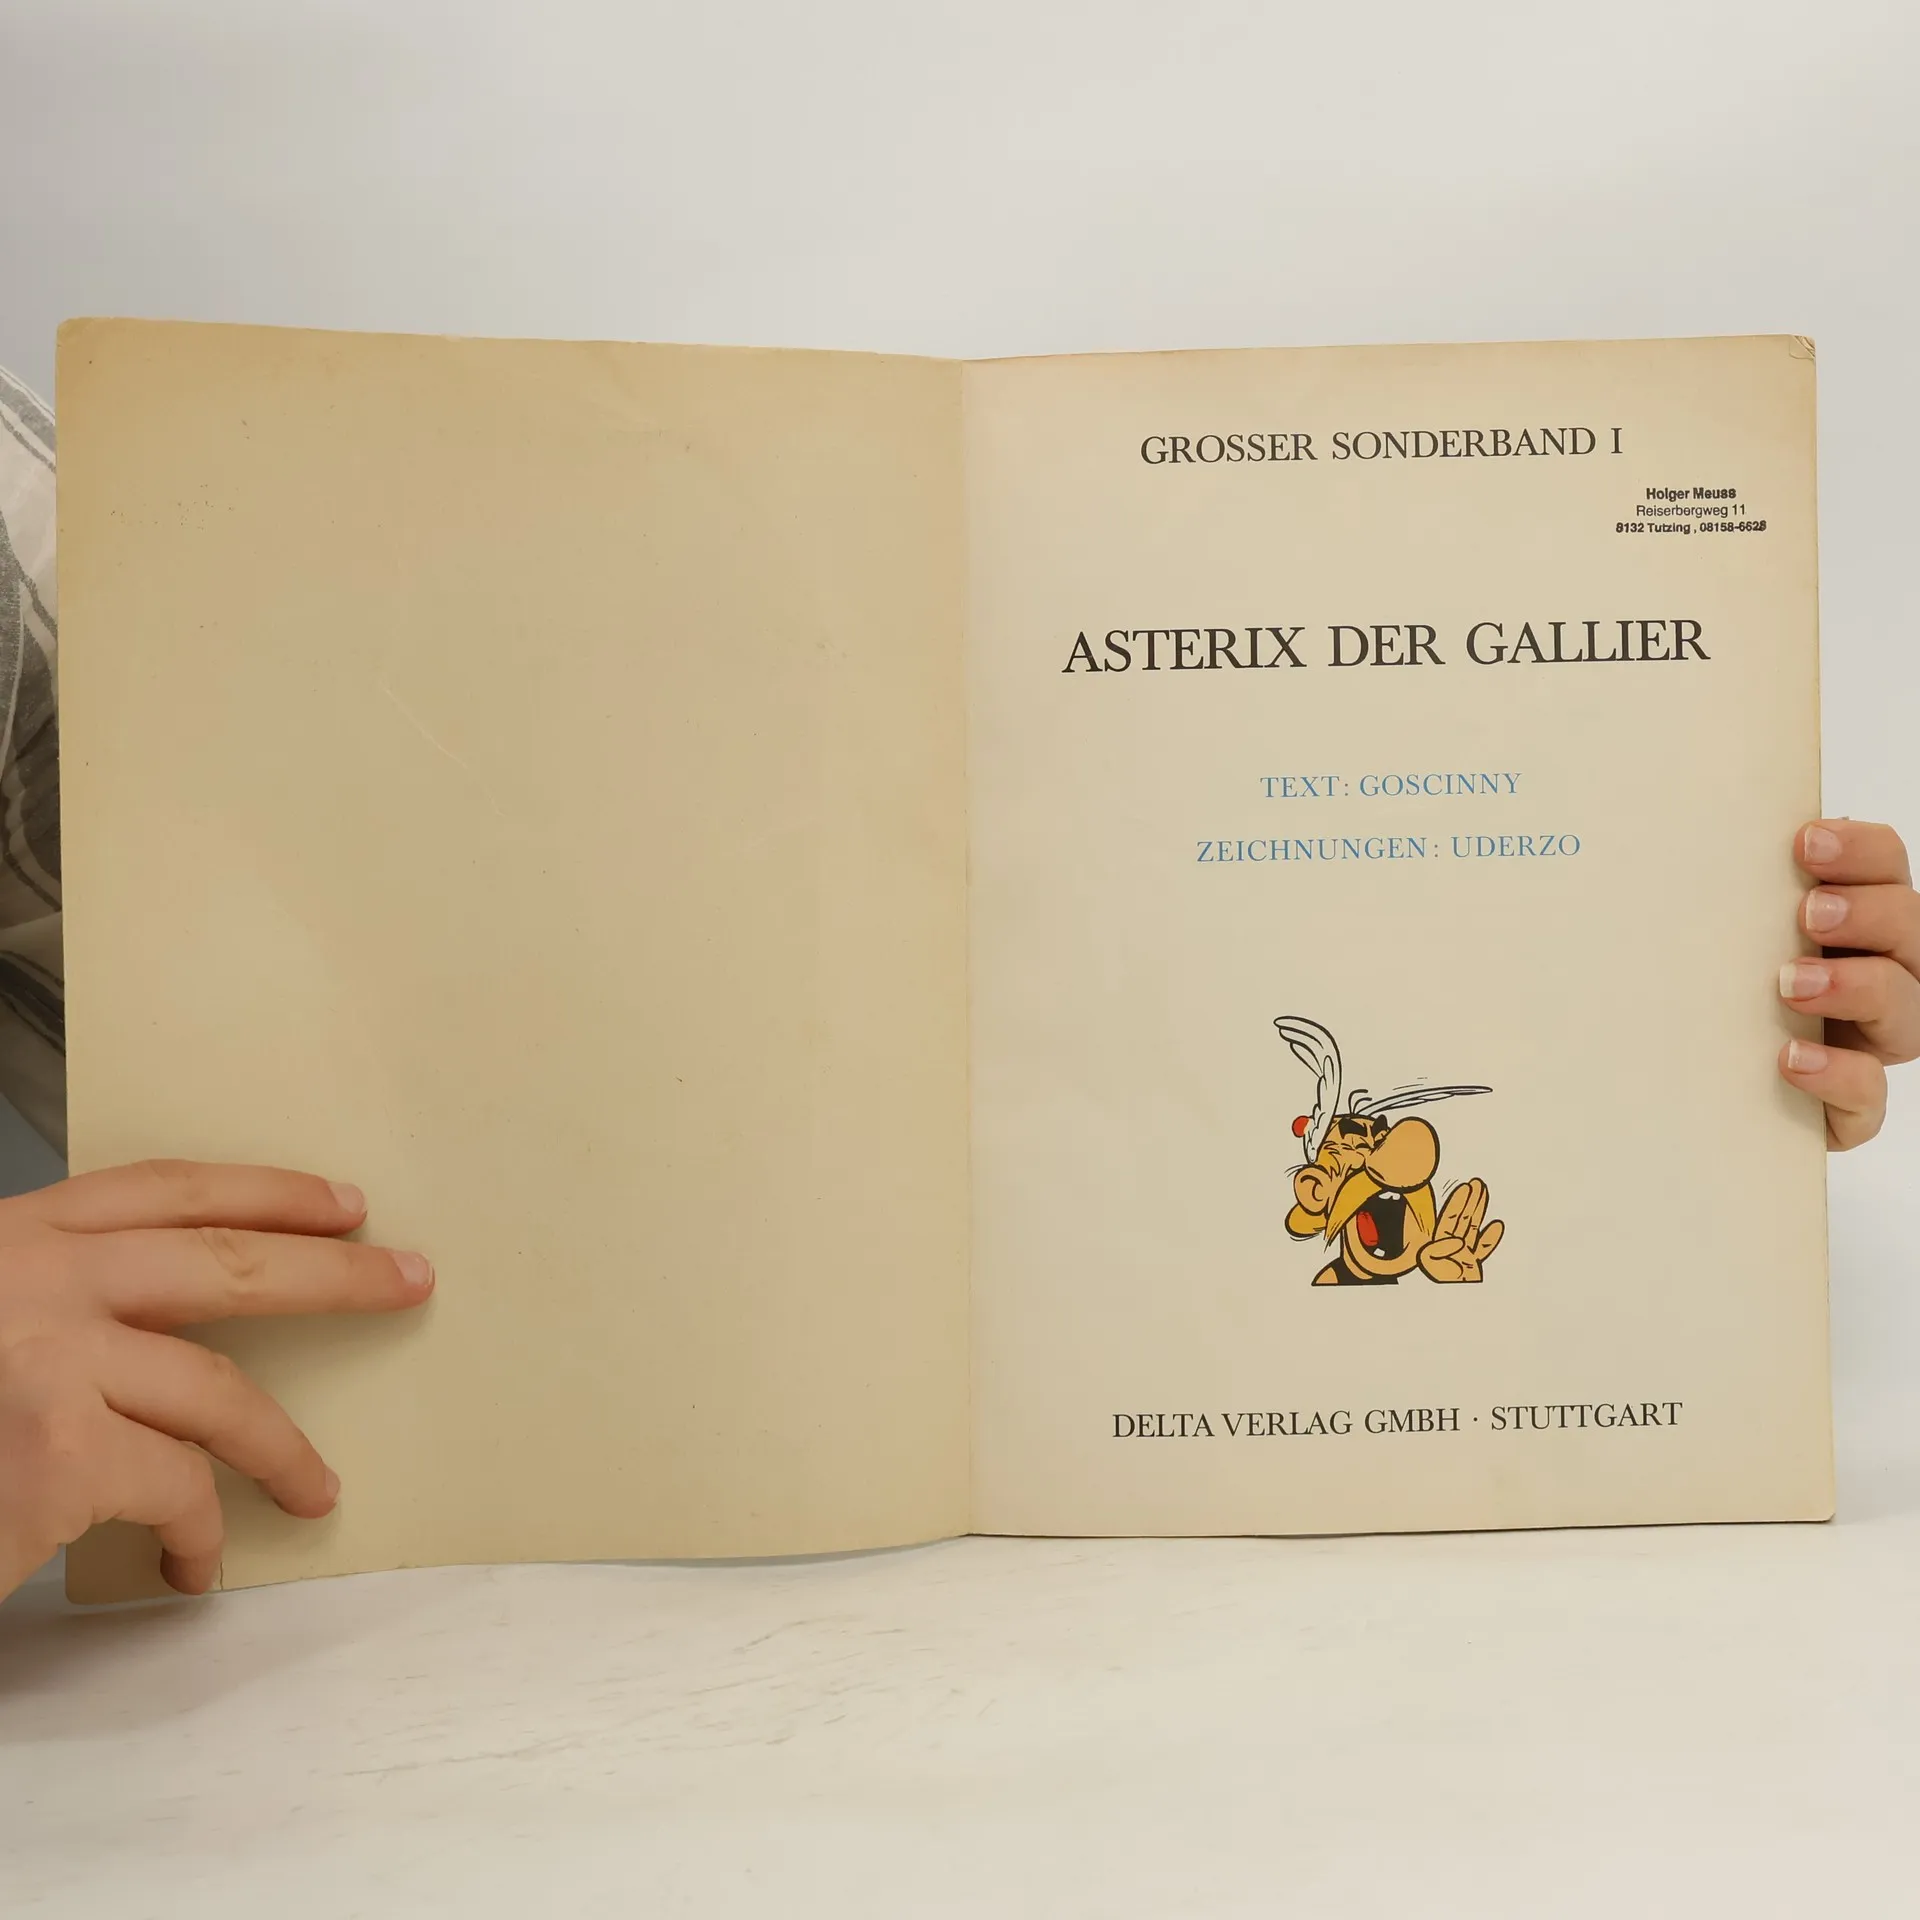 GROSSER SONDERBAND I
Holger Meuss
Reiserbergweg 11
8132 Tutzing , 08158-6628
ASTERIX DER GALLIER
TEXT: GOSCINNY
ZEICHNUNGEN: UDERZO
DELTA VERLAG GMBH · STUTTGART